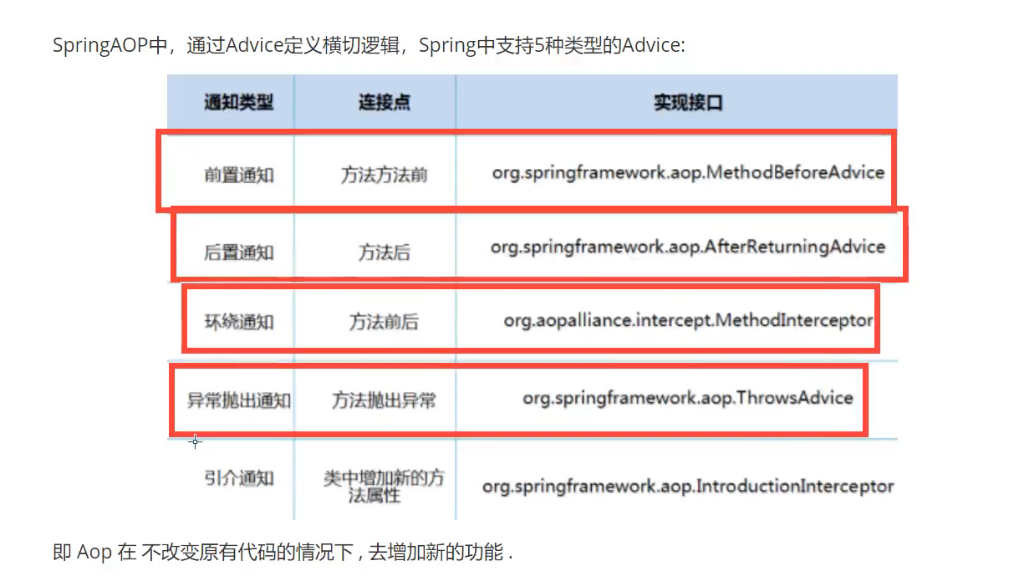 SpringAOP中，通过Advice定义横切逻辑，Spring中支持5种类型的Advice:
通知类型 连接点 实现接口
前置通知 方法方法前 org.springframework.aop.MethodBeforeAdvice
后置通知 方法后 org.springframework.aop.AfterReturningAdvice
环绕通知 方法前后 org.aopalliance.intercept.MethodInterceptor
异常抛出通知 方法抛出异常 org.springframework.aop.ThrowsAdvice
引介通知 类中增加新的方
法属性 org.springframework.aop.IntroductionInterceptor
即 Aop 在 不改变原有代码的情况下 , 去增加新的功能 .